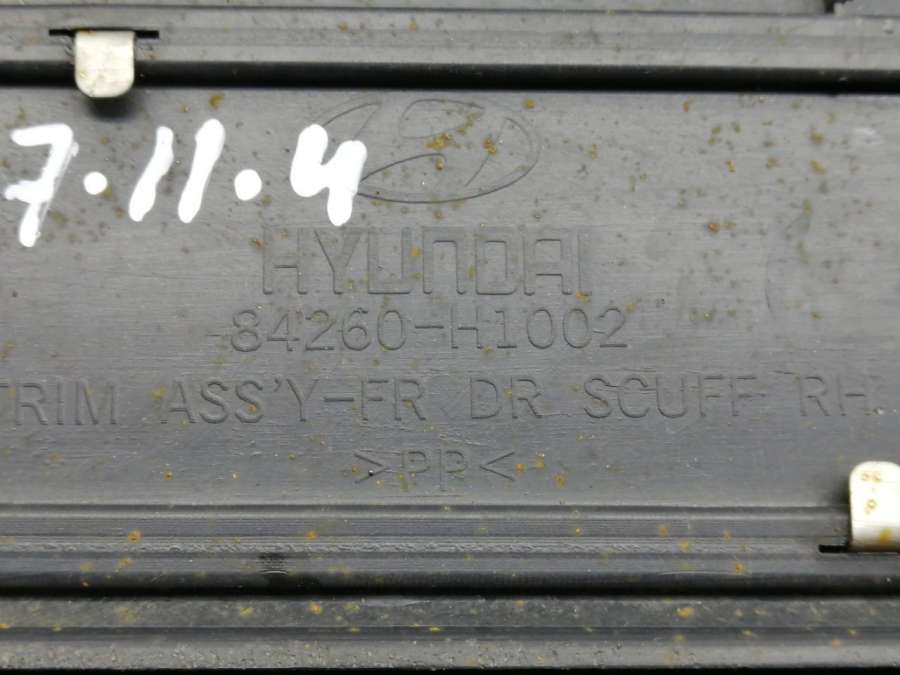 7.11.4
HYUNDAI
84260-H1002
TRIM ASS'Y-FR DR SCUFF RH
>PP<